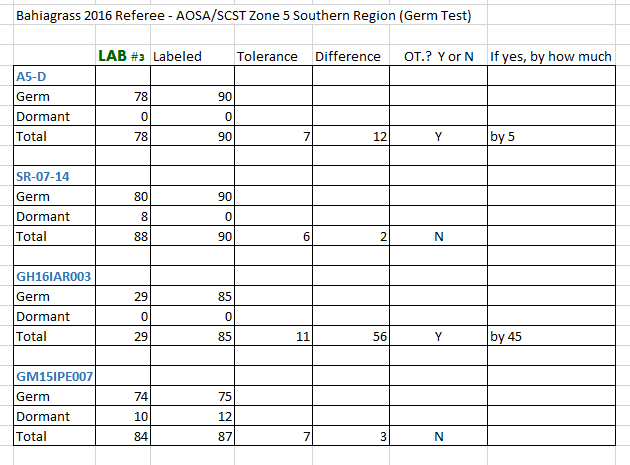 Bahiagrass 2016 Referee - AOSA/SCST Zone 5 Southern Region (Germ Test)
LAB #3 Labeled Tolerance Difference OT.? Y or N If yes, by how much
A5-D
Germ 78 90
Dormant 0 0
Total 78 90 7 12 Y by 5
SR-07-14
Germ 80 90
Dormant 8 0
Total 88 90 6 2 N
GH16IAR003
Germ 29 85
Dormant 0 0
Total 29 85 11 56 Y by 45
GM15IPE007
Germ 74 75
Dormant 10 12
Total 84 87 7 3 N